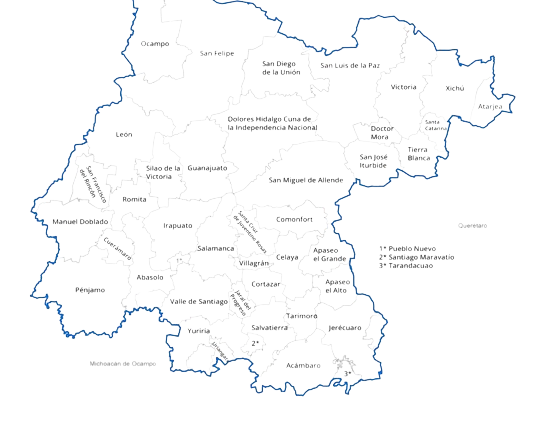 Ocampo
San Felipe
San Diego
de la Unión
San Luis de la Paz
Victoria
Xichú
Atarjea
León
Dolores Hidalgo Cuna de
la Independencia Nacional
Doctor
Mora
Santa
Catarina
San José
Iturbide
Tierra
Blanca
San Francisco
del Rincón
Silao de la
Victoria
Guanajuato
San Miguel de Allende
Romita
Manuel Doblado
Irapuato
Santa Cruz
de Juventino Rosas
Comonfort
Querétaro
Cuerámaro
Salamanca
Villagrán
Celaya
Apaseo
el Grande
1* Pueblo Nuevo
2* Santiago Maravatío
3* Tarandacuao
Pénjamo
Abasolo
Cortazar
Apaseo
el Alto
Valle de Santiago
Jaral del
Progreso
Tarimoro
Yuriria
Salvatierra
Jerécuaro
2*
Acámbaro
3*
Michoacán de Ocampo